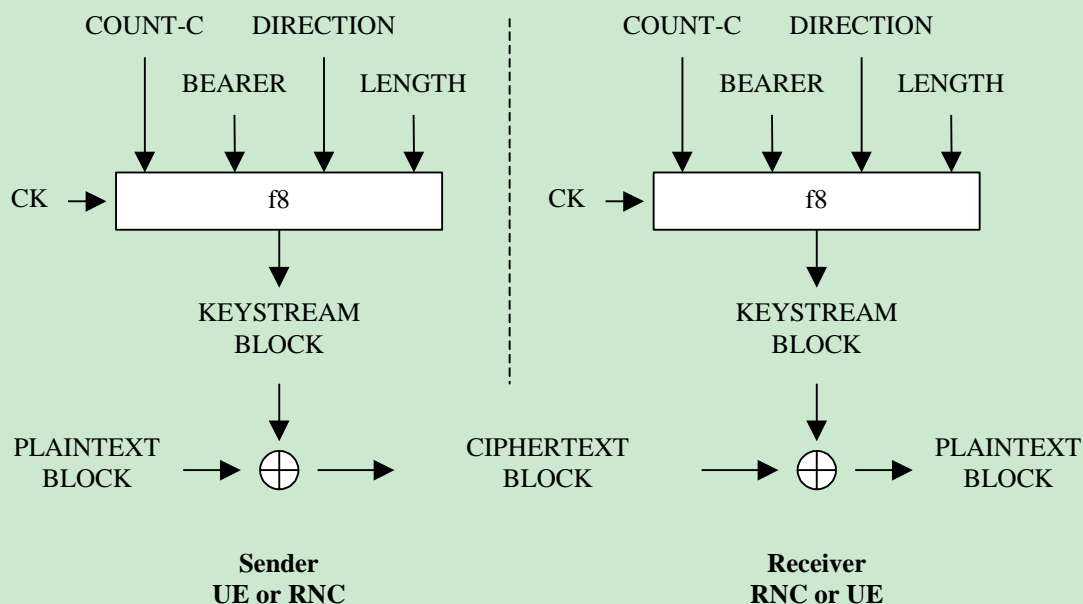 COUNT-C DIRECTION COUNT-C DIRECTION
BEARER LENGTH BEARER LENGTH
CK f8 CK f8
KEYSTREAM KEYSTREAM
BLOCK BLOCK
PLAINTEXT CIPHERTEXT PLAINTEXT
BLOCK BLOCK BLOCK
Sender Receiver
UE or RNC RNC or UE